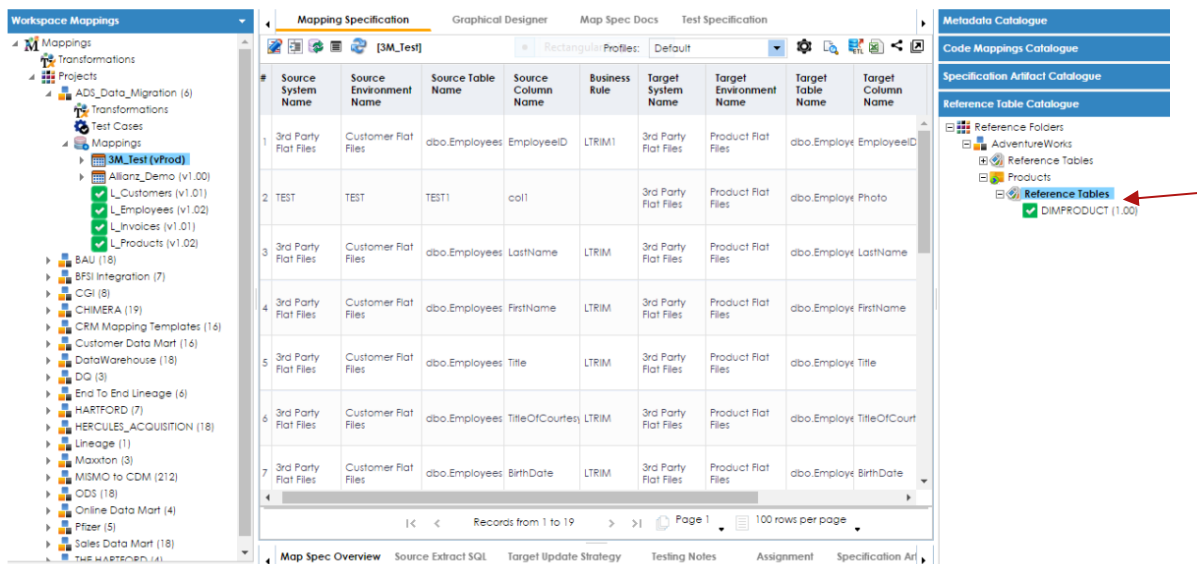 Workspace Mappings
Mappings
Transformations
Projects
ADS_Data_Migration (6)
Transformations
Test Cases
Mappings
3M_Test (vProd)
Allianz_Demo (v1.00)
L_Customers (v1.01)
L_Employees (v1.02)
L_Invoices (v1.01)
L_Products (v1.02)
BAU (18)
BFSI Integration (7)
CGI (8)
CHIMERA (19)
CRM Mapping Templates (16)
Customer Data Mart (16)
DataWarehouse (18)
DQ (3)
End To End Lineage (6)
HARTFORD (7)
HERCULES_ACQUISITION (18)
Lineage (1)
Maxxton (3)
MISMO to CDM (212)
ODS (18)
Online Data Mart (4)
Pfizer (5)
Sales Data Mart (18)
THE HARTFORD (4)
Mapping Specification Graphical Designer Map Spec Docs Test Specification
[3M_Test] Rectangular Profiles: Default
# Source System Name Source Environment Name Source Table Name Source Column Name Business Rule Target System Name Target Environment Name Target Table Name Target Column Name
1 3rd Party Flat Files Customer Flat Files dbo.Employees EmployeeID LTRIM1 3rd Party Flat Files Product Flat Files dbo.Employe EmployeeID
2 TEST TEST TEST1 col1 3rd Party Flat Files Product Flat Files dbo.Employe Photo
3 3rd Party Flat Files Customer Flat Files dbo.Employees LastName LTRIM 3rd Party Flat Files Product Flat Files dbo.Employe LastName
4 3rd Party Flat Files Customer Flat Files dbo.Employees FirstName LTRIM 3rd Party Flat Files Product Flat Files dbo.Employe FirstName
5 3rd Party Flat Files Customer Flat Files dbo.Employees Title LTRIM 3rd Party Flat Files Product Flat Files dbo.Employe Title
6 3rd Party Flat Files Customer Flat Files dbo.Employees TitleOfCourtesy LTRIM 3rd Party Flat Files Product Flat Files dbo.Employe TitleOfCourt
7 3rd Party Flat Files Customer Flat Files dbo.Employees BirthDate LTRIM 3rd Party Flat Files Product Flat Files dbo.Employe BirthDate
Records from 1 to 19 Page 1 100 rows per page
Map Spec Overview Source Extract SQL Target Update Strategy Testing Notes Assignment Specification Art
Metadata Catalogue
Code Mappings Catalogue
Specification Artifact Catalogue
Reference Table Catalogue
Reference Folders
AdventureWorks
Reference Tables
Products
Reference Tables
DIMPRODUCT (1.00)